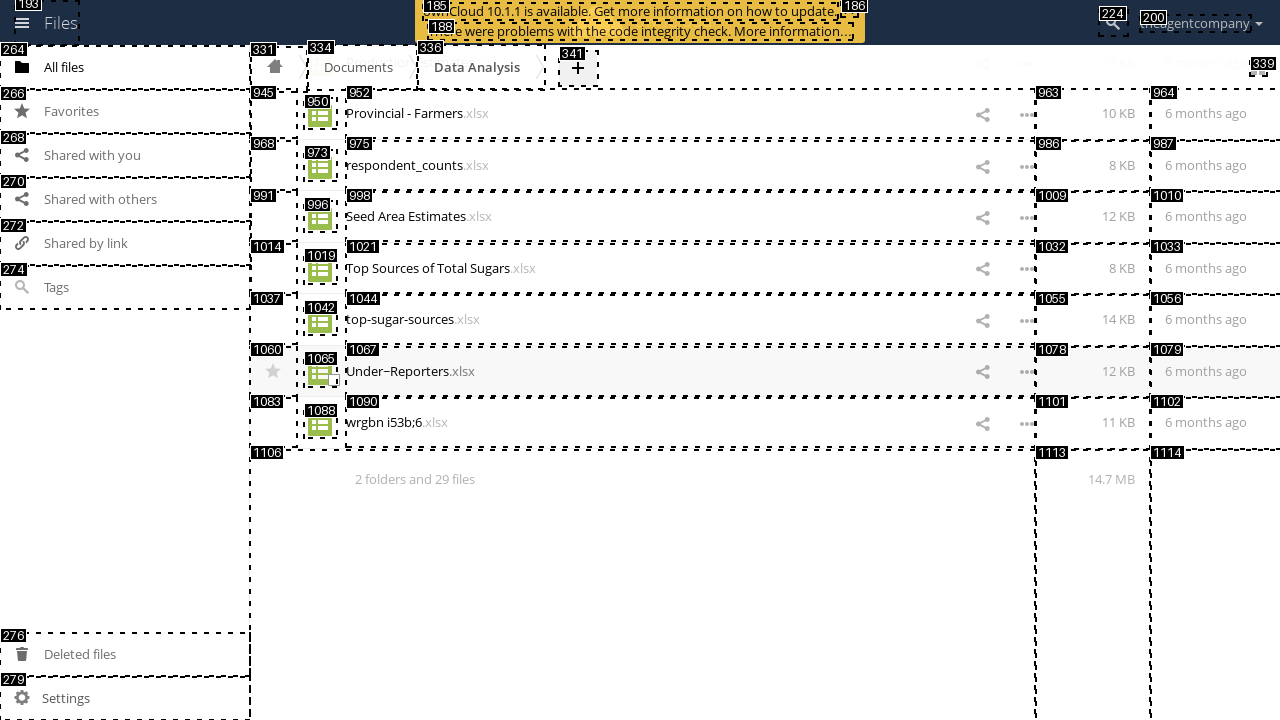 193
Files
185
ownCloud 10.1.1 is available. Get more information on how to update.
186
188
There were problems with the code integrity check. More information…
224
200
theagentcompany
264
All files
266
Favorites
268
Shared with you
270
Shared with others
272
Shared by link
274
Tags
276
Deleted files
279
Settings
331
334
Documents
336
Data Analysis
341
+
339
945
950
952
Provincial - Farmers.xlsx
963
10 KB
964
6 months ago
968
973
975
respondent_counts.xlsx
986
8 KB
987
6 months ago
991
996
998
Seed Area Estimates.xlsx
1009
12 KB
1010
6 months ago
1014
1019
1021
Top Sources of Total Sugars.xlsx
1032
8 KB
1033
6 months ago
1037
1042
1044
top-sugar-sources.xlsx
1055
14 KB
1056
6 months ago
1060
1065
1067
Under−Reporters.xlsx
1078
12 KB
1079
6 months ago
1083
1088
1090
wrgbn i53b;6.xlsx
1101
11 KB
1102
6 months ago
1106
2 folders and 29 files
1113
14.7 MB
1114